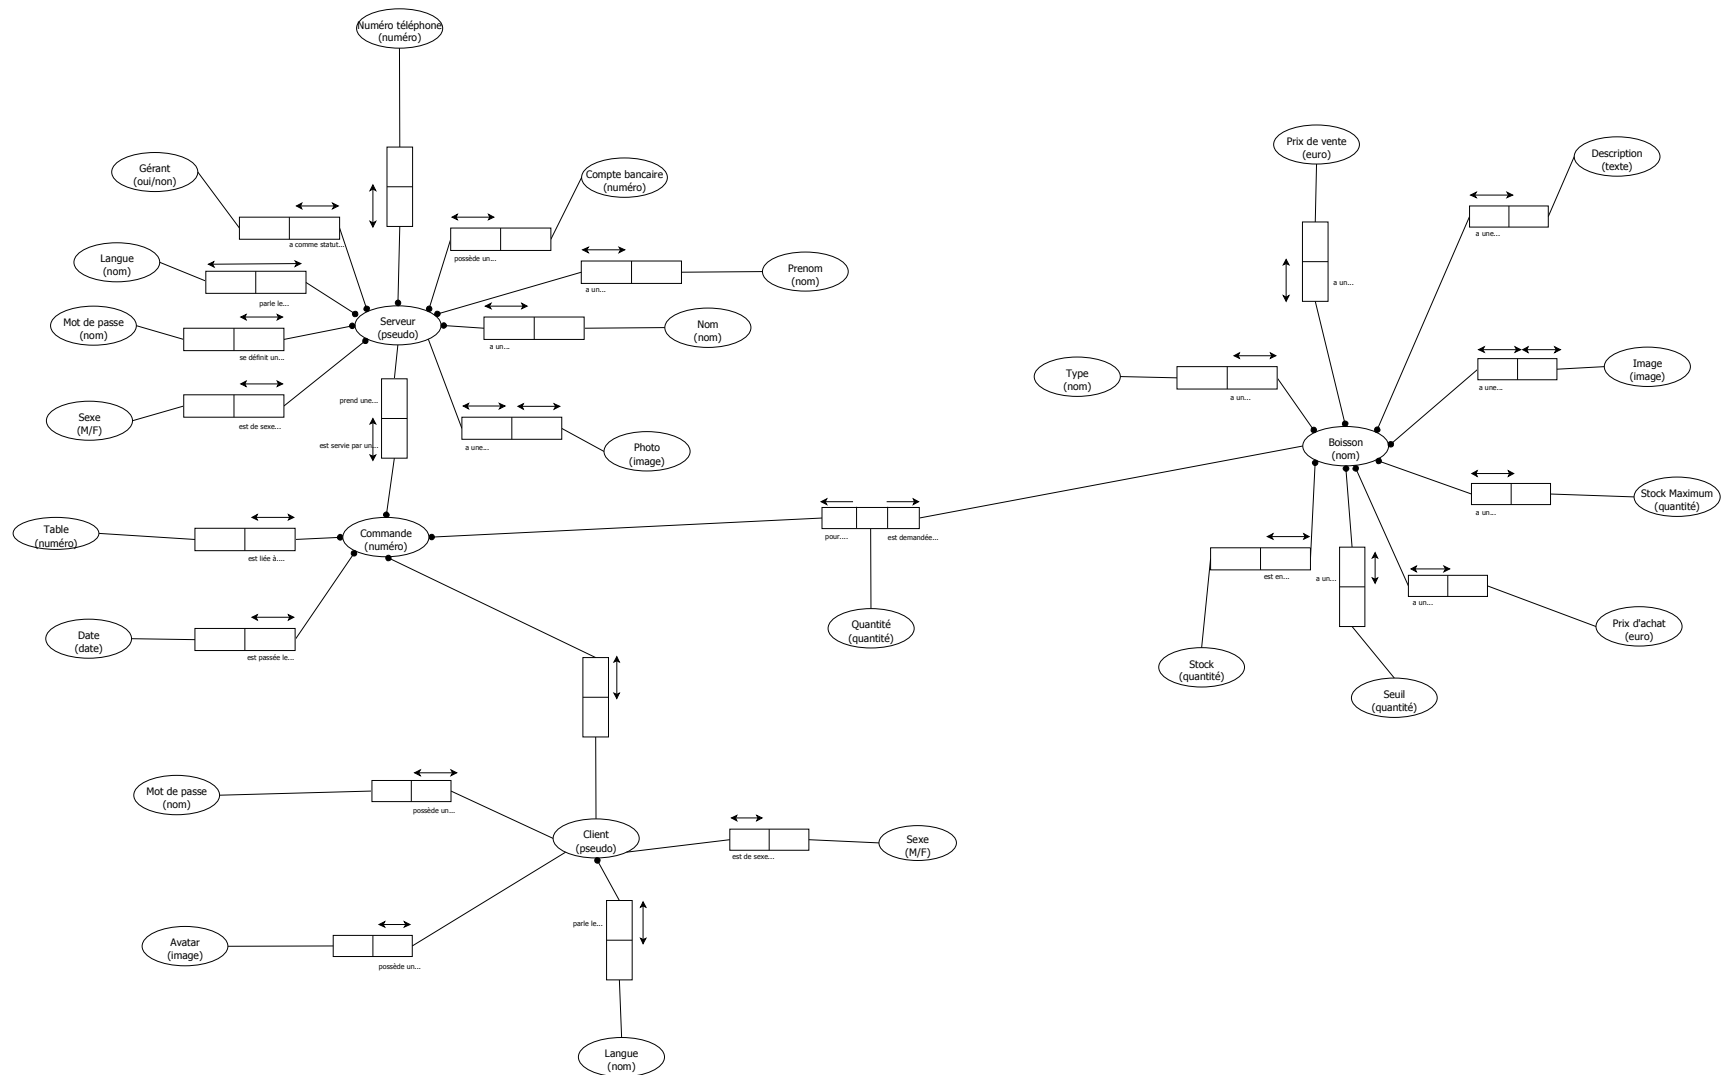 Numéro téléphone
(numéro)
Gérant
(oui/non)
a comme statut...
Compte bancaire
(numéro)
possède un...
Langue
(nom)
parle le...
Prenom
(nom)
a un...
Mot de passe
(nom)
se définit un...
Serveur
(pseudo)
Nom
(nom)
a un...
Sexe
(M/F)
est de sexe...
prend une...
est servie par un...
a une...
Photo
(image)
Prix de vente
(euro)
a un...
Description
(texte)
a une...
Type
(nom)
a un...
Image
(image)
a une...
Boisson
(nom)
Stock Maximum
(quantité)
a un...
est en...
Stock
(quantité)
a un...
Seuil
(quantité)
a un...
Prix d'achat
(euro)
Table
(numéro)
est liée à....
Commande
(numéro)
pour....
est demandée...
Quantité
(quantité)
Date
(date)
est passée le...
Mot de passe
(nom)
possède un...
Client
(pseudo)
est de sexe...
Sexe
(M/F)
Avatar
(image)
possède un...
parle le...
Langue
(nom)